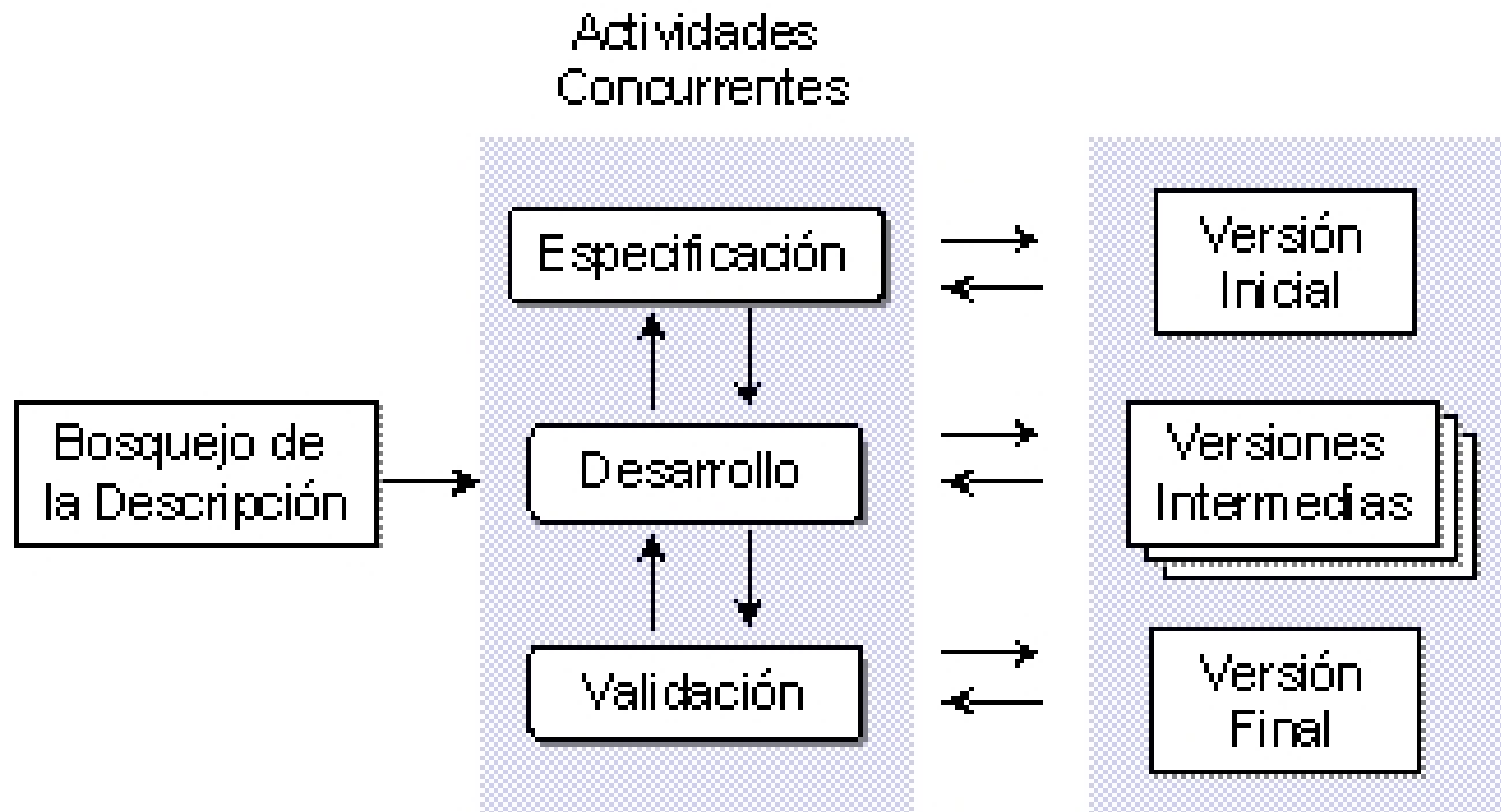 Actividades
Concurrentes
Especificación
Versión
Inicial
Bosquejo de
la Descripción
Desarrollo
Versiones
Intermedias
Validación
Versión
Final